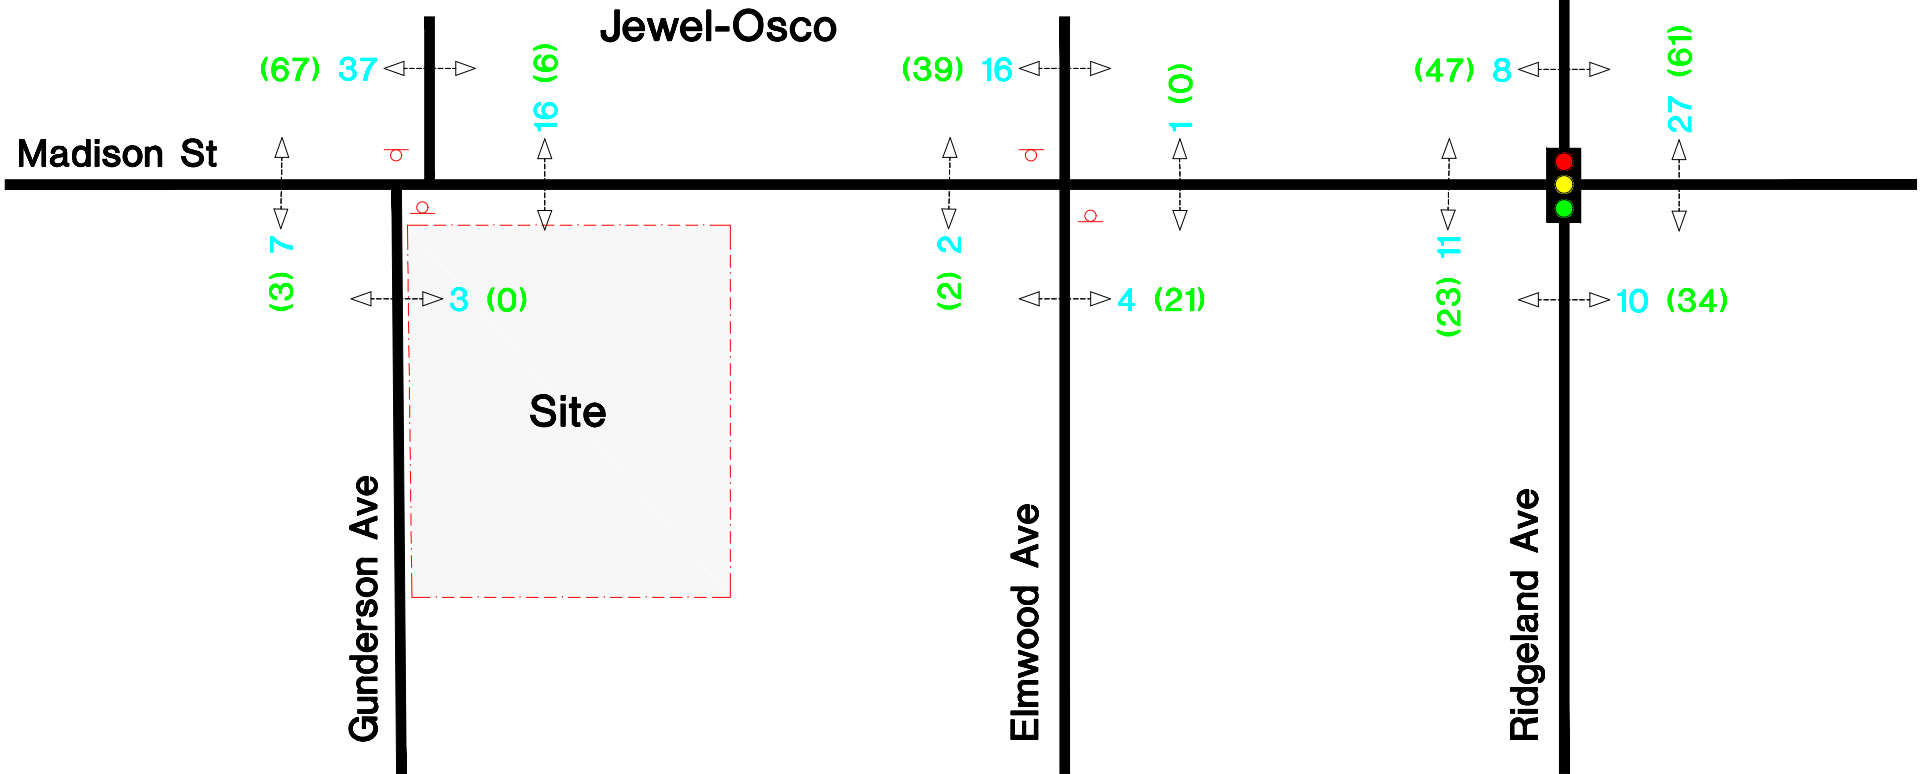 Jewel-Osco
(67) 37
16 (6)
(39) 16
1 (0)
(47) 8
27 (61)
Madison St
(3) 7
3 (0)
(2) 2
4 (21)
(23) 11
10 (34)
Site
Gunderson Ave
Elmwood Ave
Ridgeland Ave